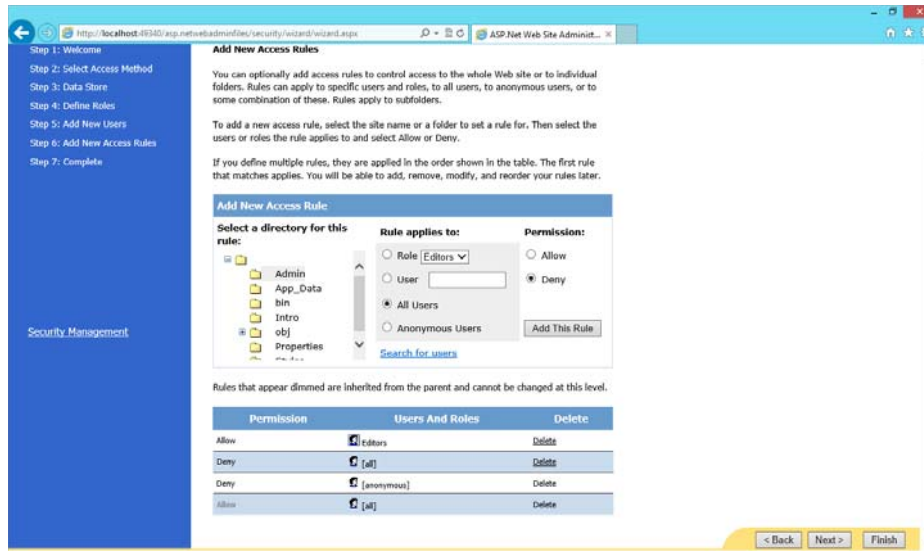 http://localhost:49340/asp.netwebadminfiles/security/wizard/wizard.aspx
ASP.Net Web Site Administ...
Step 1: Welcome
Step 2: Select Access Method
Step 3: Data Store
Step 4: Define Roles
Step 5: Add New Users
Step 6: Add New Access Rules
Step 7: Complete
Security Management
Add New Access Rules
You can optionally add access rules to control access to the whole Web site or to individual
folders. Rules can apply to specific users and roles, to all users, to anonymous users, or to
some combination of these. Rules apply to subfolders.
To add a new access rule, select the site name or a folder to set a rule for. Then select the
users or roles the rule applies to and select Allow or Deny.
If you define multiple rules, they are applied in the order shown in the table. The first rule
that matches applies. You will be able to add, remove, modify, and reorder your rules later.
Add New Access Rule
Select a directory for this
rule:
Admin
App_Data
bin
Intro
obj
Properties
Rule applies to:
Role Editors
User
All Users
Anonymous Users
Search for users
Permission:
Allow
Deny
Add This Rule
Rules that appear dimmed are inherited from the parent and cannot be changed at this level.
Permission Users And Roles Delete
Allow Editors Delete
Deny [all] Delete
Deny [anonymous] Delete
Allow [all] Delete
< Back Next > Finish